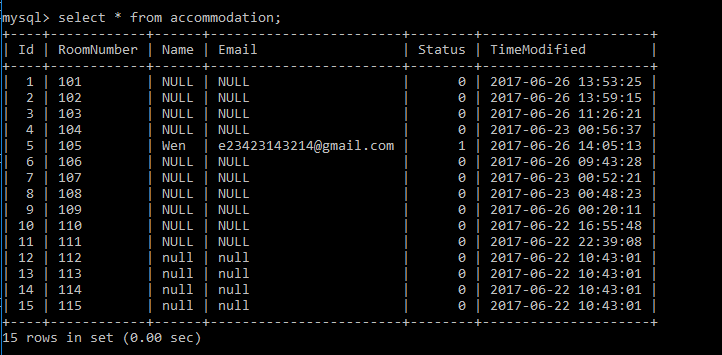 mysql> select * from accommodation;
+----+------------+------+-------------------------+--------+---------------------+
| Id | RoomNumber | Name | Email                   | Status | TimeModified        |
+----+------------+------+-------------------------+--------+---------------------+
|  1 | 101        | NULL | NULL                    |      0 | 2017-06-26 13:53:25 |
|  2 | 102        | NULL | NULL                    |      0 | 2017-06-26 13:59:15 |
|  3 | 103        | NULL | NULL                    |      0 | 2017-06-26 11:26:21 |
|  4 | 104        | NULL | NULL                    |      0 | 2017-06-23 00:56:37 |
|  5 | 105        | Wen  | e23423143214@gmail.com  |      1 | 2017-06-26 14:05:13 |
|  6 | 106        | NULL | NULL                    |      0 | 2017-06-26 09:43:28 |
|  7 | 107        | NULL | NULL                    |      0 | 2017-06-23 00:52:21 |
|  8 | 108        | NULL | NULL                    |      0 | 2017-06-23 00:48:23 |
|  9 | 109        | NULL | NULL                    |      0 | 2017-06-26 00:20:11 |
| 10 | 110        | NULL | NULL                    |      0 | 2017-06-22 16:55:48 |
| 11 | 111        | NULL | NULL                    |      0 | 2017-06-22 22:39:08 |
| 12 | 112        | null | null                    |      0 | 2017-06-22 10:43:01 |
| 13 | 113        | null | null                    |      0 | 2017-06-22 10:43:01 |
| 14 | 114        | null | null                    |      0 | 2017-06-22 10:43:01 |
| 15 | 115        | null | null                    |      0 | 2017-06-22 10:43:01 |
+----+------------+------+-------------------------+--------+---------------------+
15 rows in set (0.00 sec)